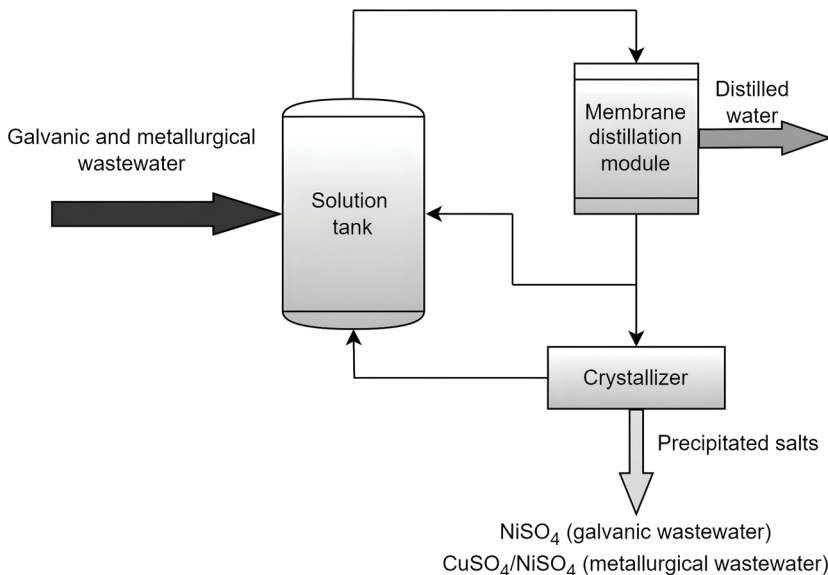 Galvanic and metallurgical
wastewater
Solution
tank
Membrane
distillation
module
Distilled
water
Crystallizer
Precipitated salts
NiSO₄ (galvanic wastewater)
CuSO₄/NiSO₄ (metallurgical wastewater)